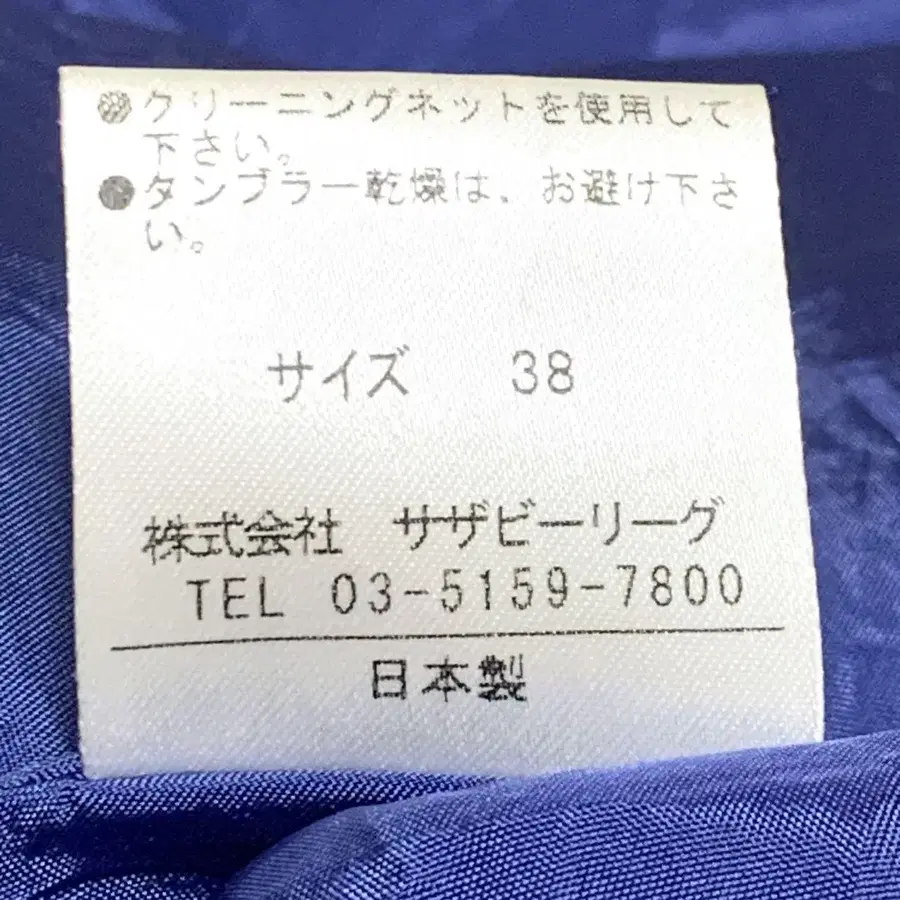 ●クリーニングネットを使用して
下さい。
●タンブラー乾燥は、お避け下さ
い。
サイズ 38
株式会社 サザビーリーグ
TEL 03-5159-7800
日本製